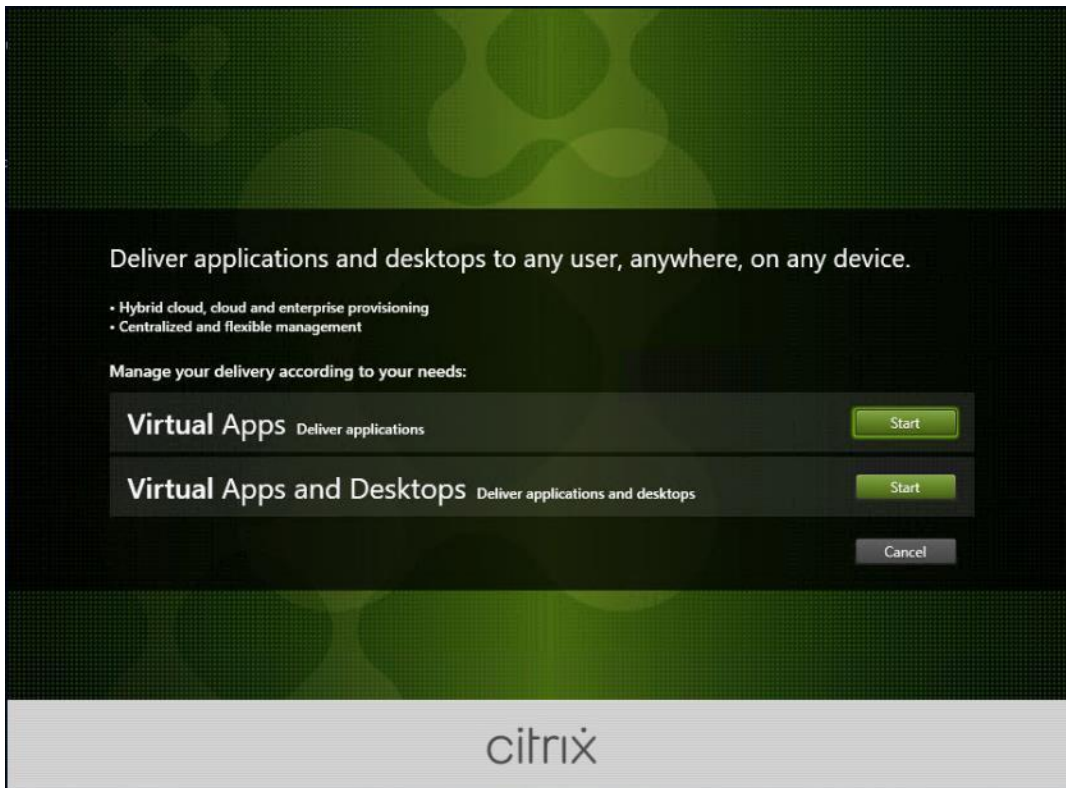 Deliver applications and desktops to any user, anywhere, on any device.
• Hybrid cloud, cloud and enterprise provisioning
• Centralized and flexible management
Manage your delivery according to your needs:
Virtual Apps Deliver applications
Start
Virtual Apps and Desktops Deliver applications and desktops
Start
Cancel
citrix